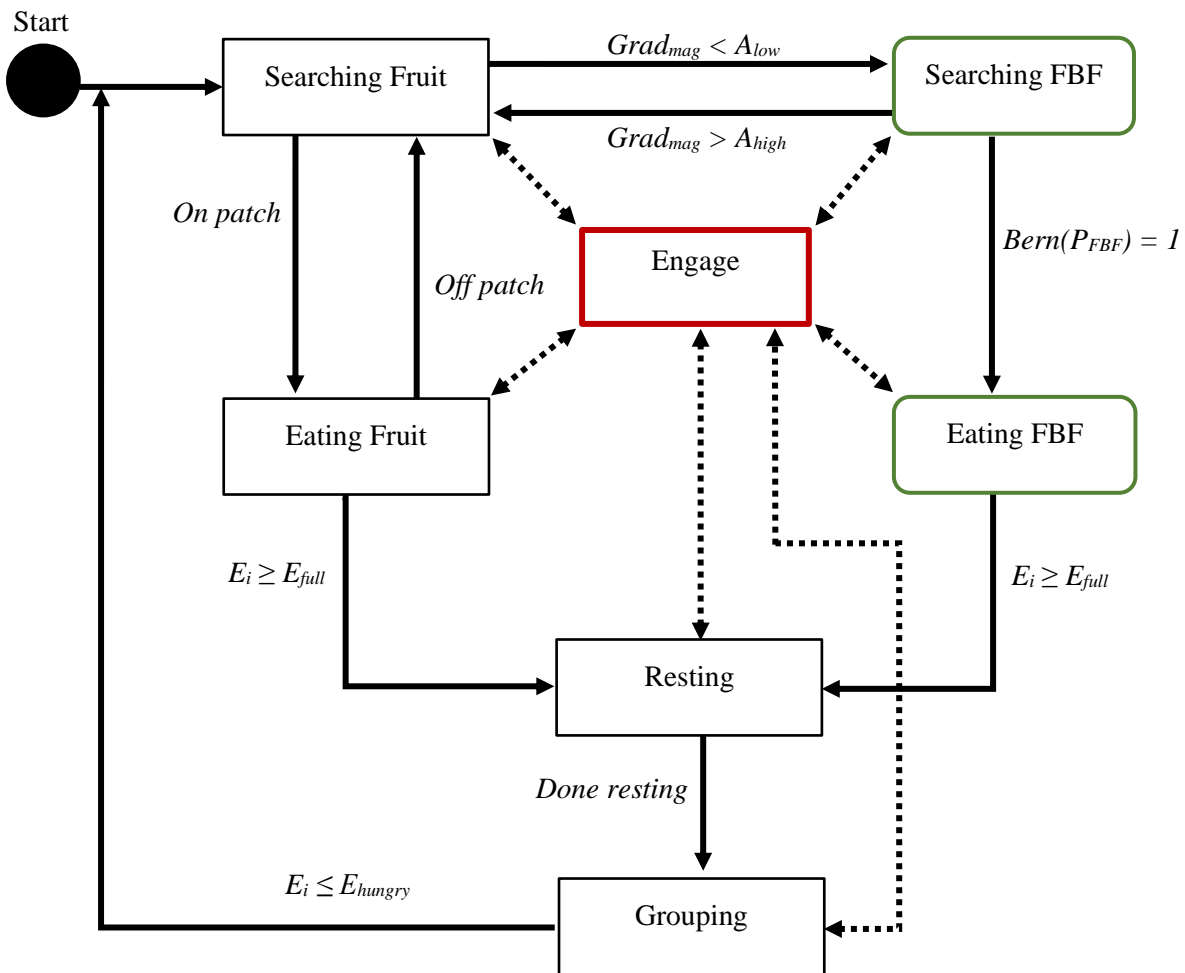 Start
Searching Fruit
Grad_mag < A_low
Searching FBF
Grad_mag > A_high
On patch
Off patch
Engage
Bern(P_FBF) = 1
Eating Fruit
Eating FBF
E_i ≥ E_full
E_i ≥ E_full
Resting
Done resting
E_i ≤ E_hungry
Grouping